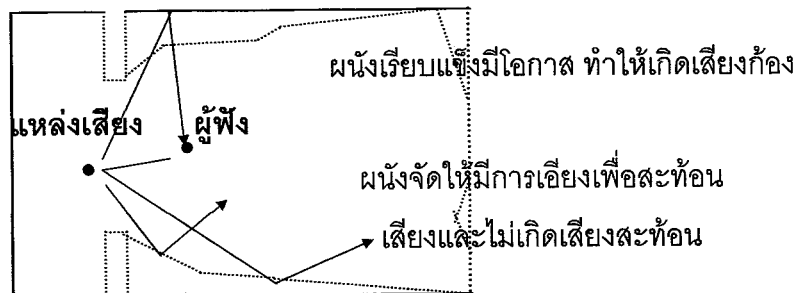 ผนังเรียบแข็งมีโอกาส ทำให้เกิดเสียงก้อง
แหล่งเสียง
ผู้ฟัง
ผนังจัดให้มีการเอียงเพื่อสะท้อน
เสียงและไม่เกิดเสียงสะท้อน